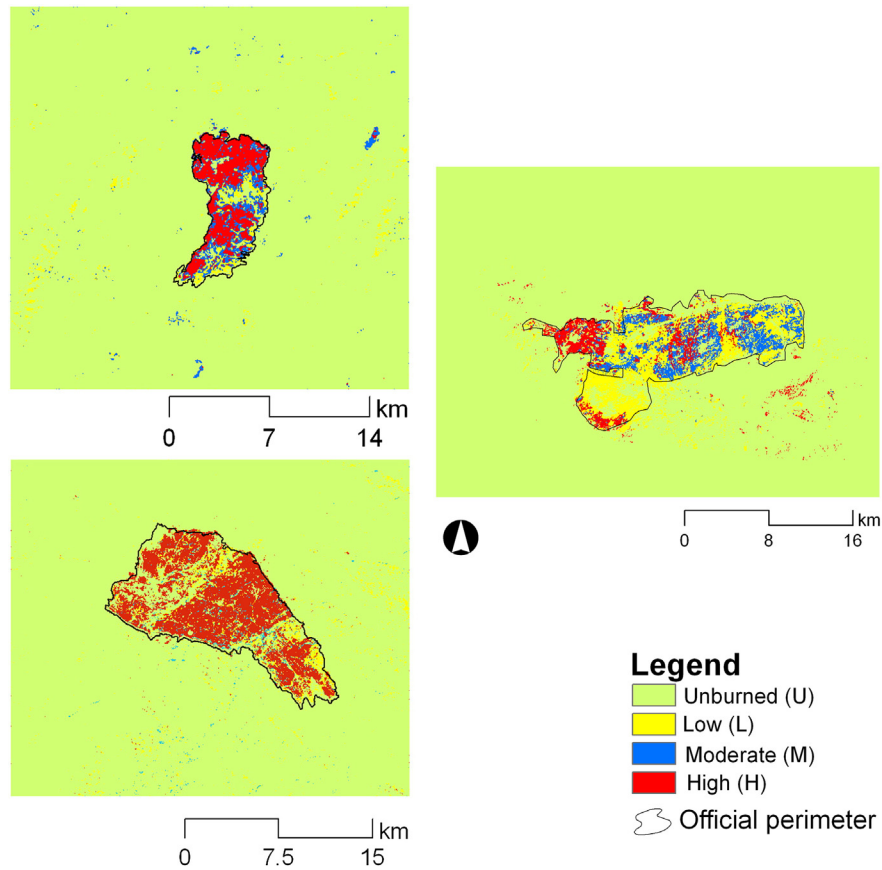 km
0 7 14
km
0 8 16
km
0 7.5 15
Legend
Unburned (U)
Low (L)
Moderate (M)
High (H)
Official perimeter